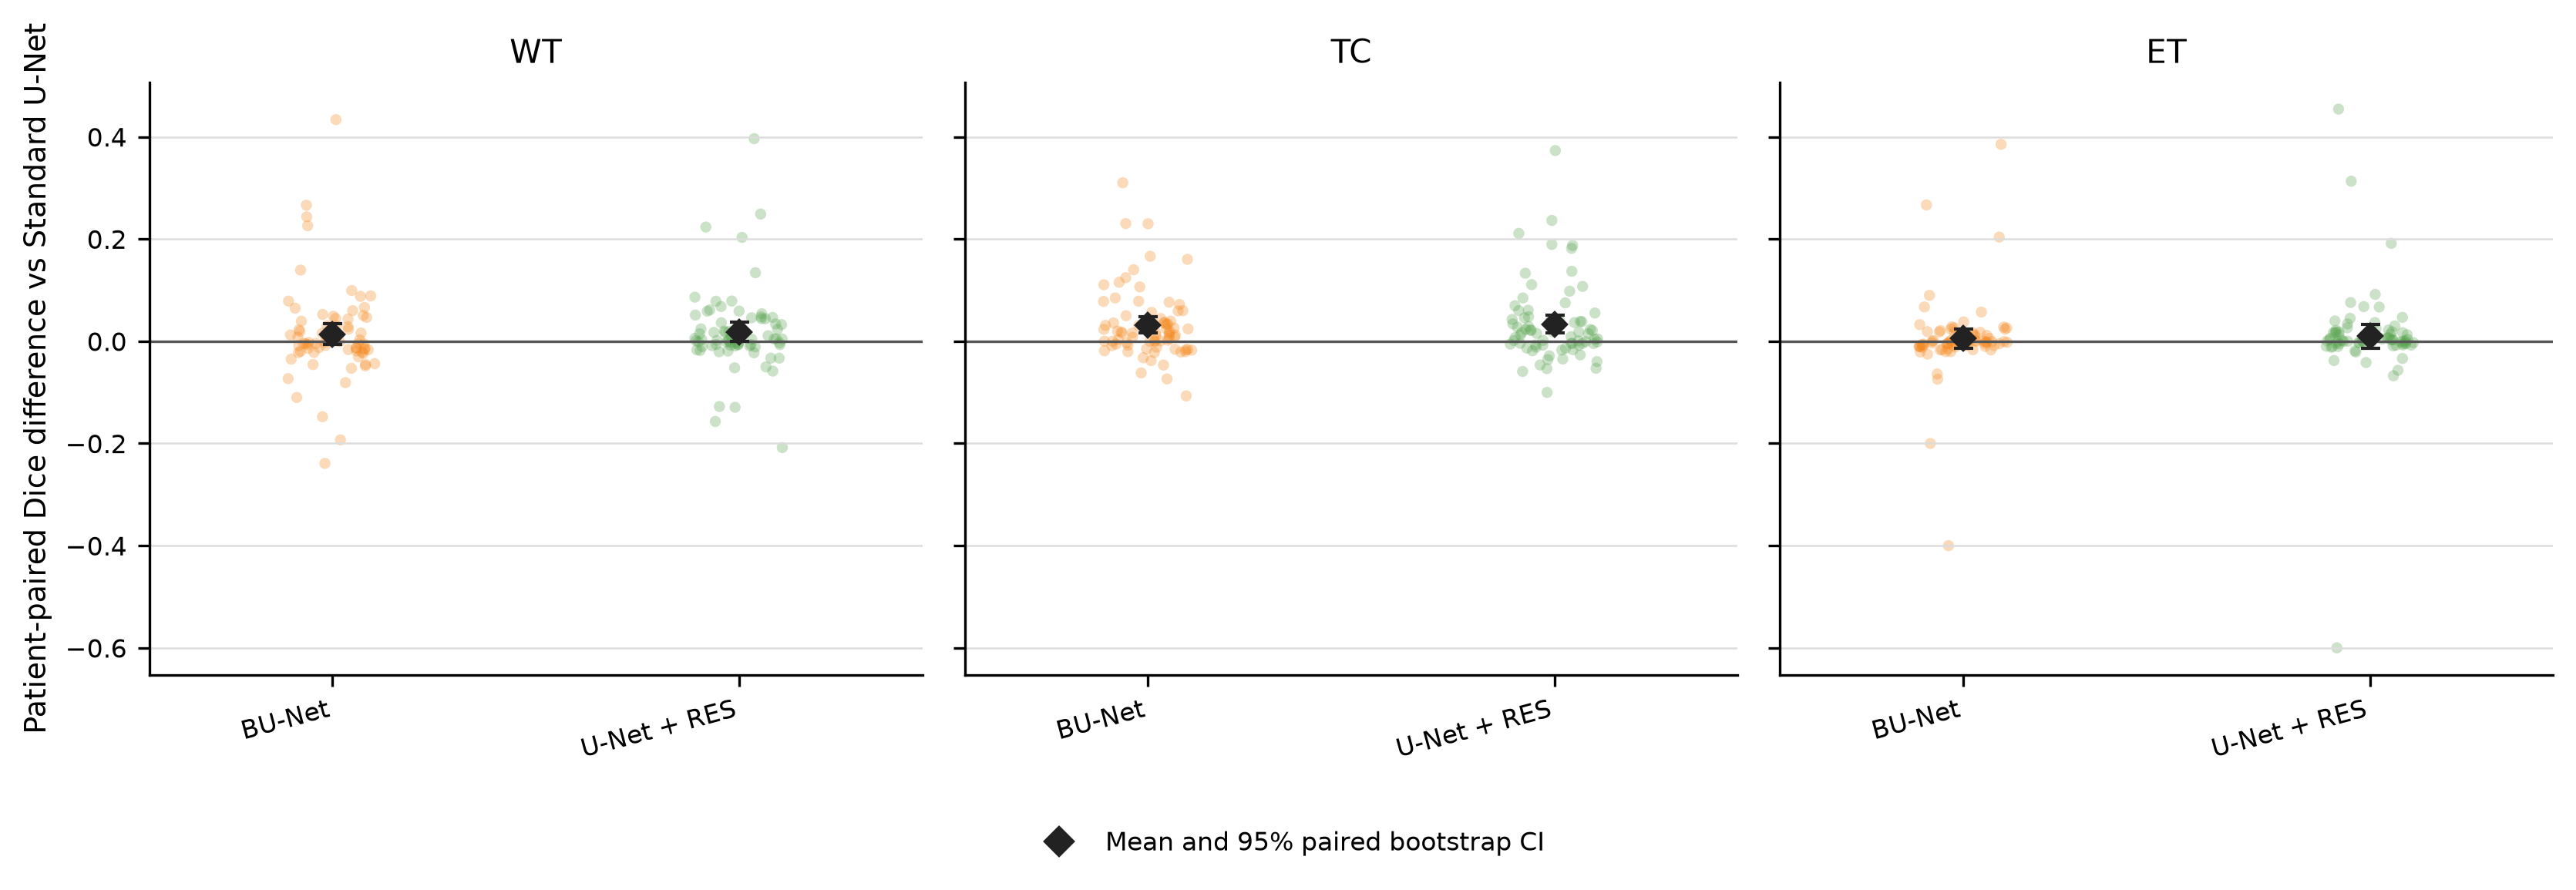 Patient-paired Dice difference vs Standard U-Net
WT
TC
ET
0.4
0.2
0.0
−0.2
−0.4
−0.6
BU-Net
U-Net + RES
BU-Net
U-Net + RES
BU-Net
U-Net + RES
Mean and 95% paired bootstrap CI